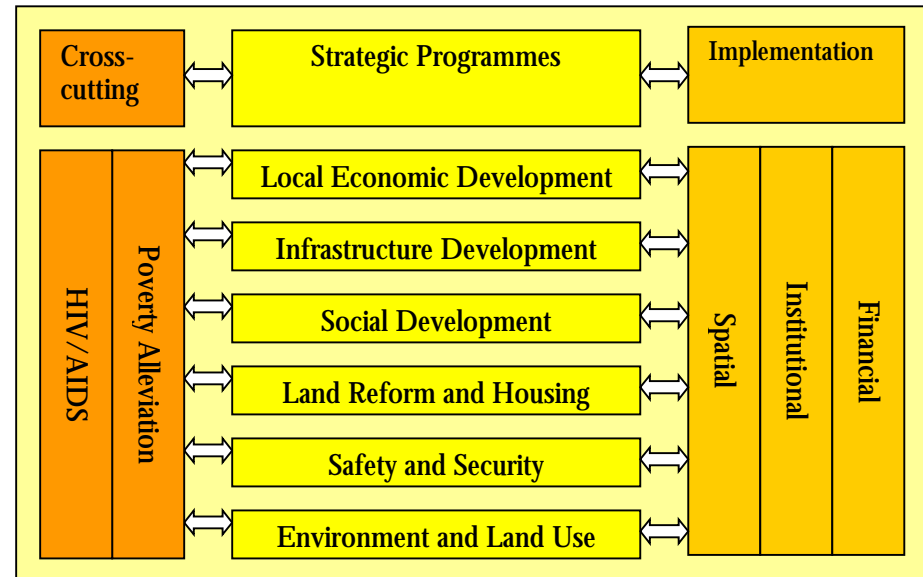 Cross-
cutting
Strategic Programmes
Implementation
HIV/AIDS
Poverty Alleviation
Local Economic Development
Infrastructure Development
Social Development
Land Reform and Housing
Safety and Security
Environment and Land Use
Spatial
Institutional
Financial